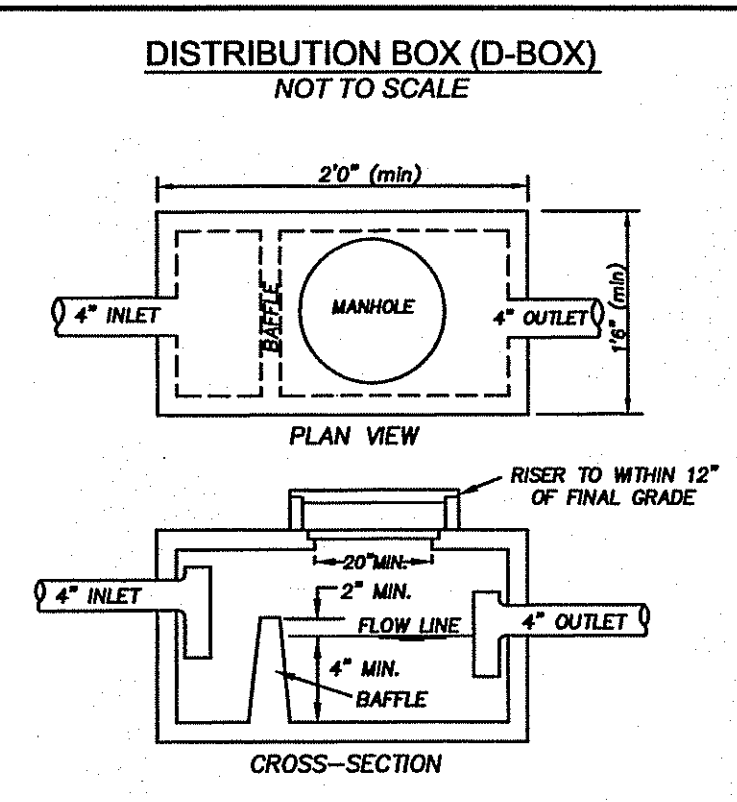 DISTRIBUTION BOX (D-BOX)
NOT TO SCALE
2'0" (min)
4" INLET
BAFFLE
MANHOLE
4" OUTLET
1'6" (min)
PLAN VIEW
RISER TO WITHIN 12"
OF FINAL GRADE
20"MIN.
4" INLET
2" MIN.
FLOW LINE
4" OUTLET
4" MIN.
BAFFLE
CROSS-SECTION